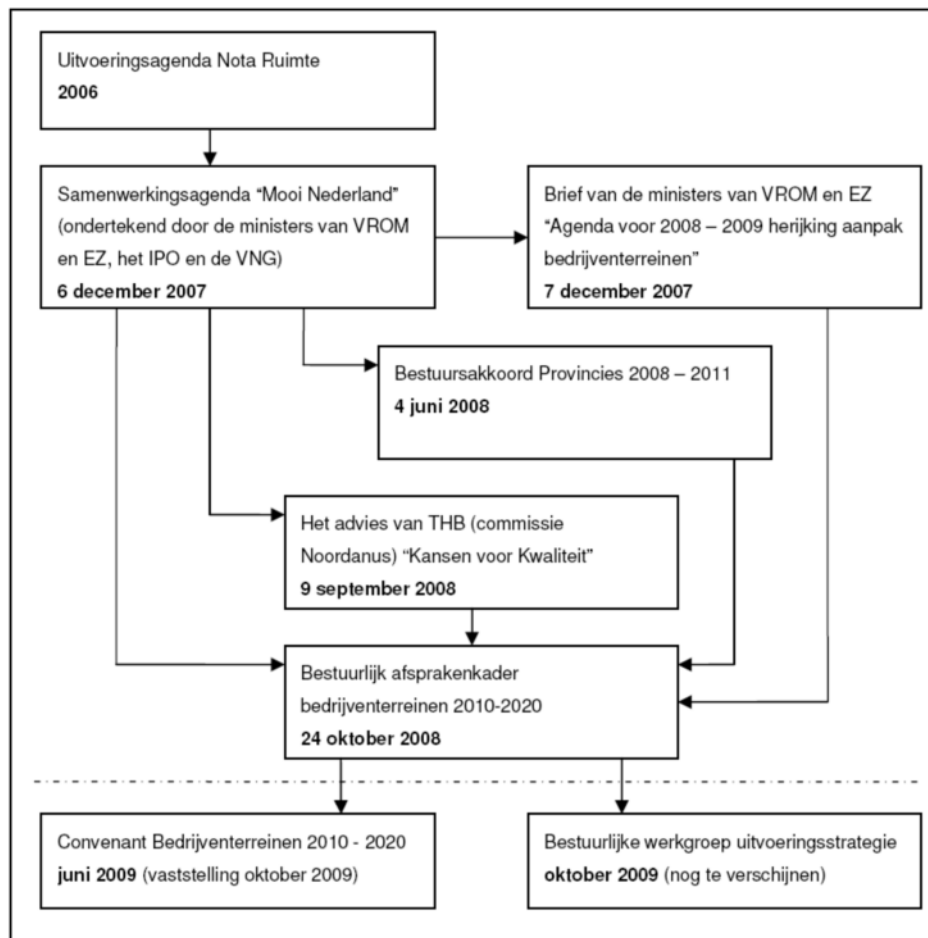 Uitvoeringsagenda Nota Ruimte
2006
Samenwerkingsagenda “Mooi Nederland”
(ondertekend door de ministers van VROM
en EZ, het IPO en de VNG)
6 december 2007
Brief van de ministers van VROM en EZ
“Agenda voor 2008 – 2009 herijking aanpak
bedrijventerreinen”
7 december 2007
Bestuursakkoord Provincies 2008 – 2011
4 juni 2008
Het advies van THB (commissie
Noordanus) “Kansen voor Kwaliteit”
9 september 2008
Bestuurlijk afsprakenkader
bedrijventerreinen 2010-2020
24 oktober 2008
Convenant Bedrijventerreinen 2010 - 2020
juni 2009 (vaststelling oktober 2009)
Bestuurlijke werkgroep uitvoeringsstrategie
oktober 2009 (nog te verschijnen)